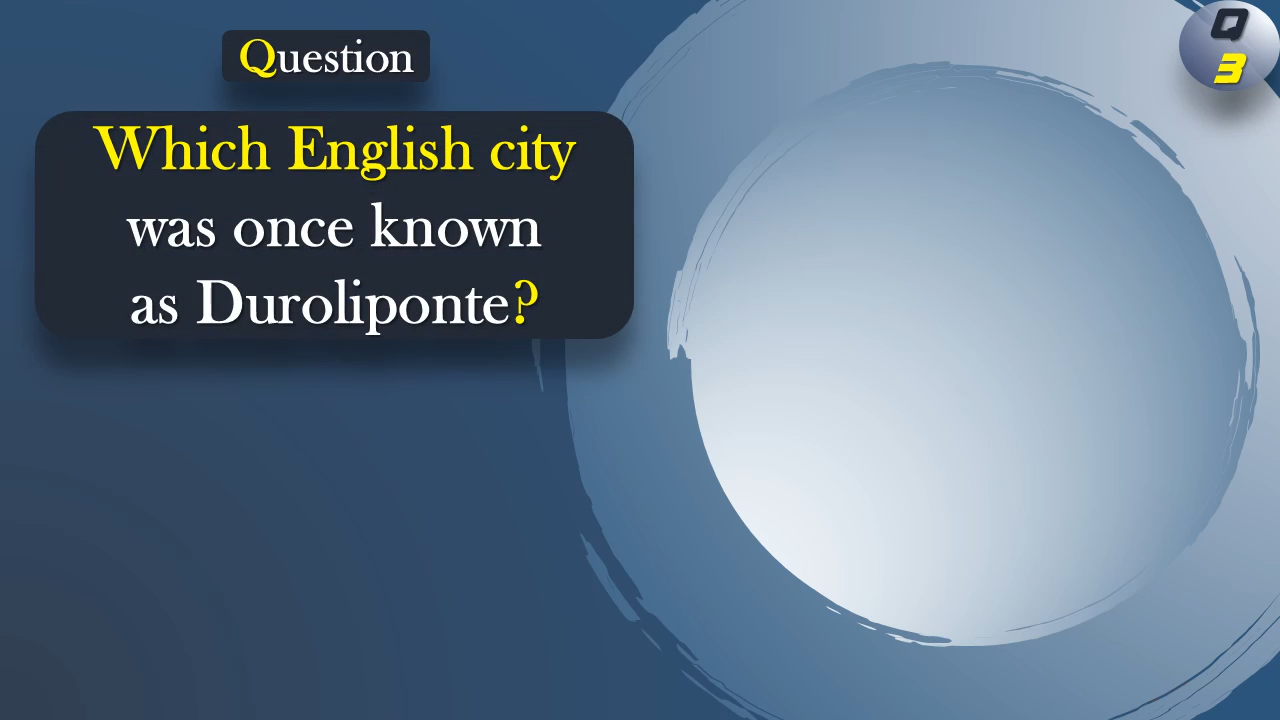 Question
Q
3
Which English city
was once known
as Duroliponte?